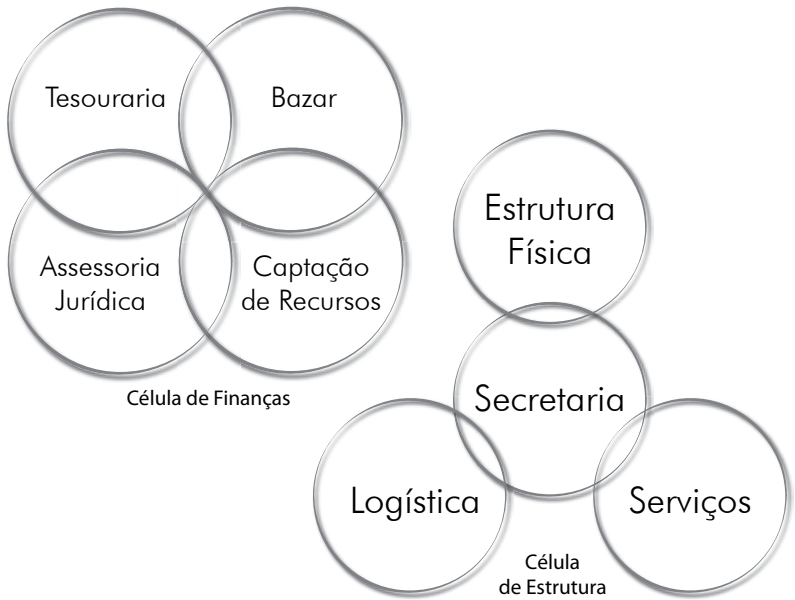 Tesouraria
Bazar
Assessoria
Jurídica
Captação
de Recursos
Célula de Finanças
Estrutura
Física
Secretaria
Logística
Serviços
Célula
de Estrutura